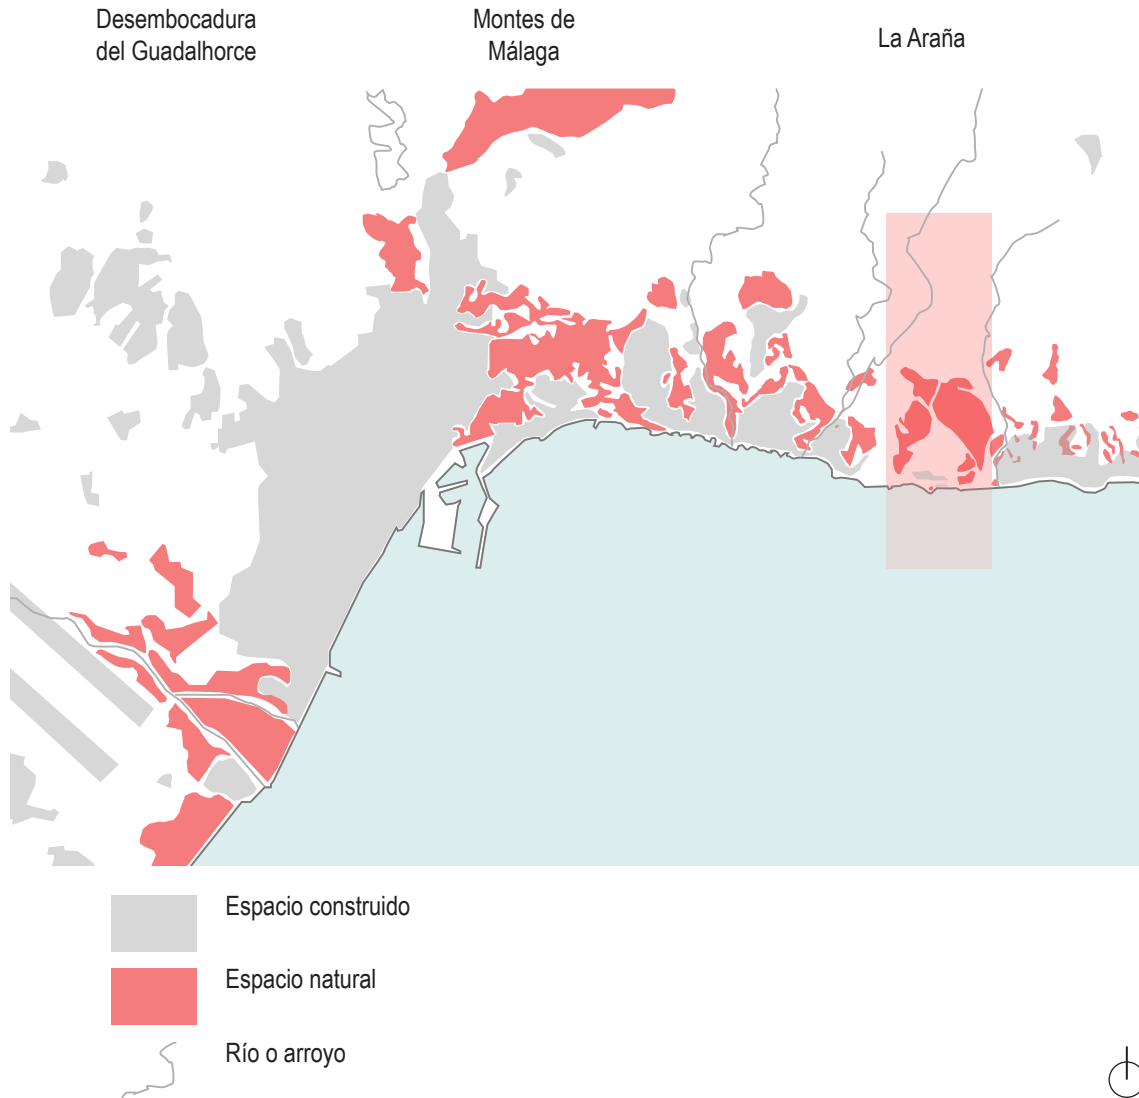 Desembocadura
del Guadalhorce
Montes de
Málaga
La Araña
Espacio construido
Espacio natural
Río o arroyo